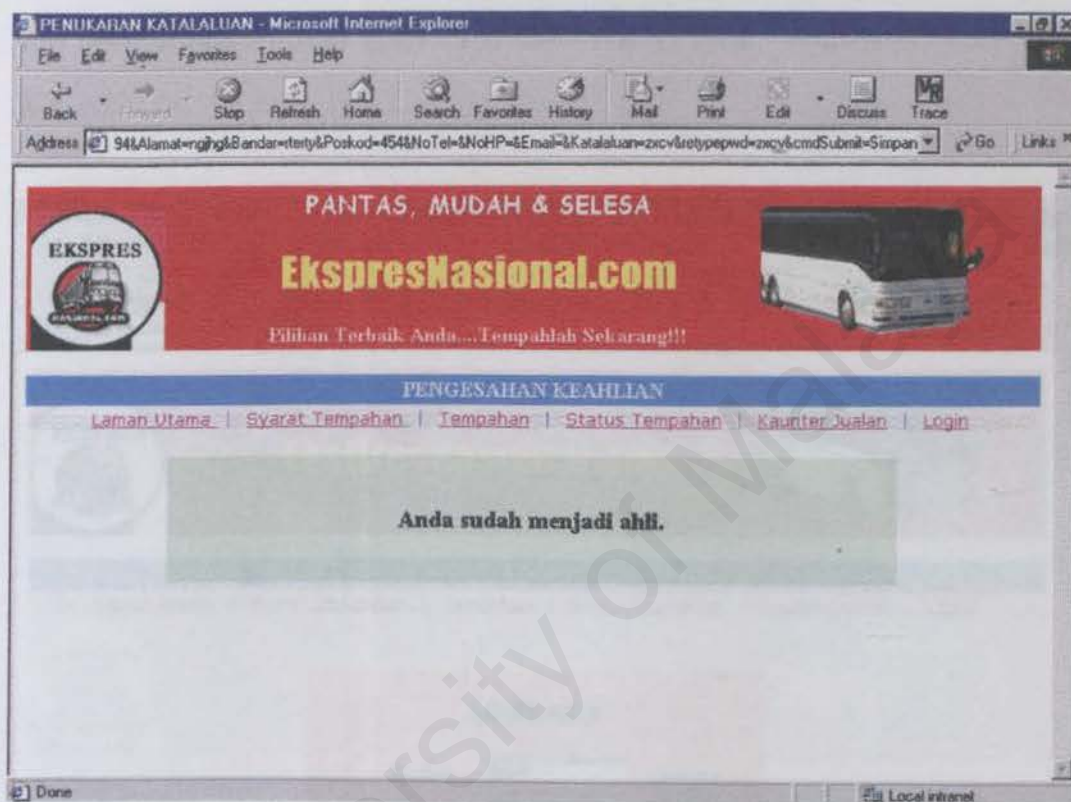 PENUKARAN KATALALUAN - Microsoft Internet Explorer
File Edit View Favorites Tools Help
Back Forward Stop Refresh Home Search Favorites History Mail Print Edit Discuss Trace
Address 94&Alamat=ngjhg&Bandar=rterty&Poskod=454&NoTel=&NoHP=&Email=&Katalaluan=zxcv&retypepwd=zxcv&cmdSubmit=Simpan Go Links »
PANTAS, MUDAH & SELESA
EKSPRES
EkspresNasional.com
Pilihan Terbaik Anda....Tempahlah Sekarang!!!
PENGESAHAN KEAHLIAN
Laman Utama | Syarat Tempahan | Tempahan | Status Tempahan | Kaunter Jualan | Login
Anda sudah menjadi ahli.
Done Local intranet